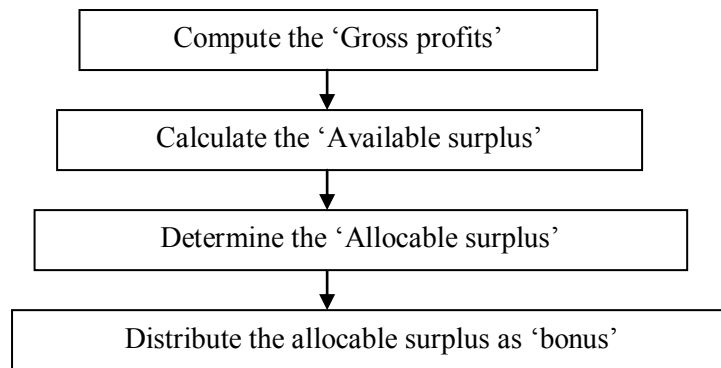 Compute the ‘Gross profits’
Calculate the ‘Available surplus’
Determine the ‘Allocable surplus’
Distribute the allocable surplus as ‘bonus’